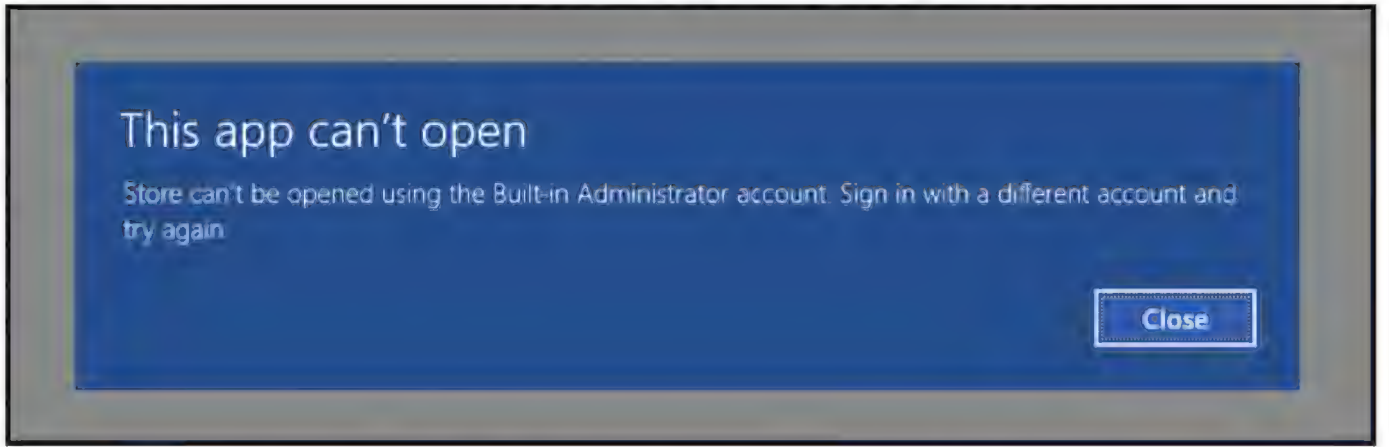 This app can't open
Store can't be opened using the Built-in Administrator account. Sign in with a different account and
try again.
Close